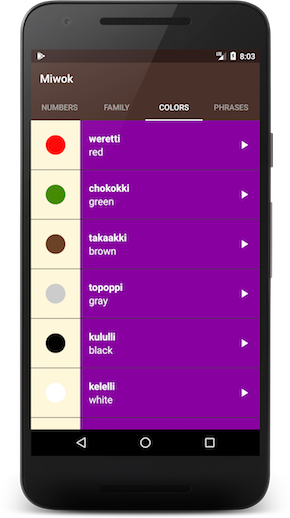 8:03
Miwok
NUMBERS FAMILY COLORS PHRASES
weretti
red
chokokki
green
takaakki
brown
topoppi
gray
kululli
black
kelelli
white